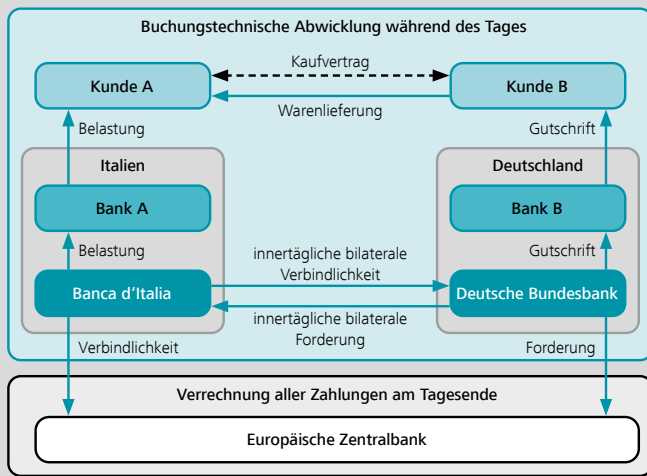 Buchungstechnische Abwicklung während des Tages
Kaufvertrag
Kunde A
Kunde B
Warenlieferung
Belastung
Gutschrift
Italien
Deutschland
Bank A
Bank B
Belastung
Gutschrift
innertägliche bilaterale
Verbindlichkeit
Banca d’Italia
Deutsche Bundesbank
innertägliche bilaterale
Forderung
Verbindlichkeit
Forderung
Verrechnung aller Zahlungen am Tagesende
Europäische Zentralbank